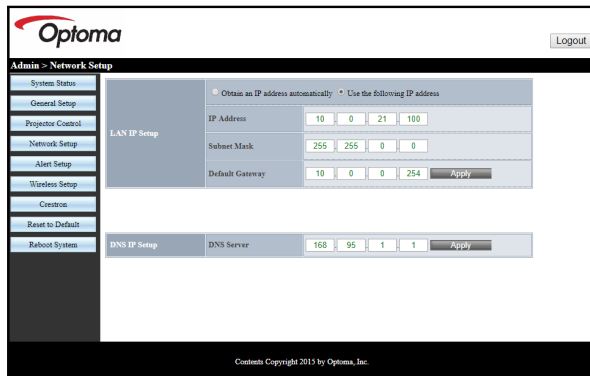 Optoma
Logout
Admin > Network Setup
System Status
General Setup
Projector Control
Network Setup
Alert Setup
Wireless Setup
Crestron
Reset to Default
Reboot System
LAN IP Setup
Obtain an IP address automatically Use the following IP address
IP Address 10 . 0 . 21 . 100
Subnet Mask 255 . 255 . 0 . 0
Default Gateway 10 . 0 . 0 . 254 Apply
DNS IP Setup DNS Server 168 . 95 . 1 . 1 Apply
Contents Copyright 2015 by Optoma, Inc.